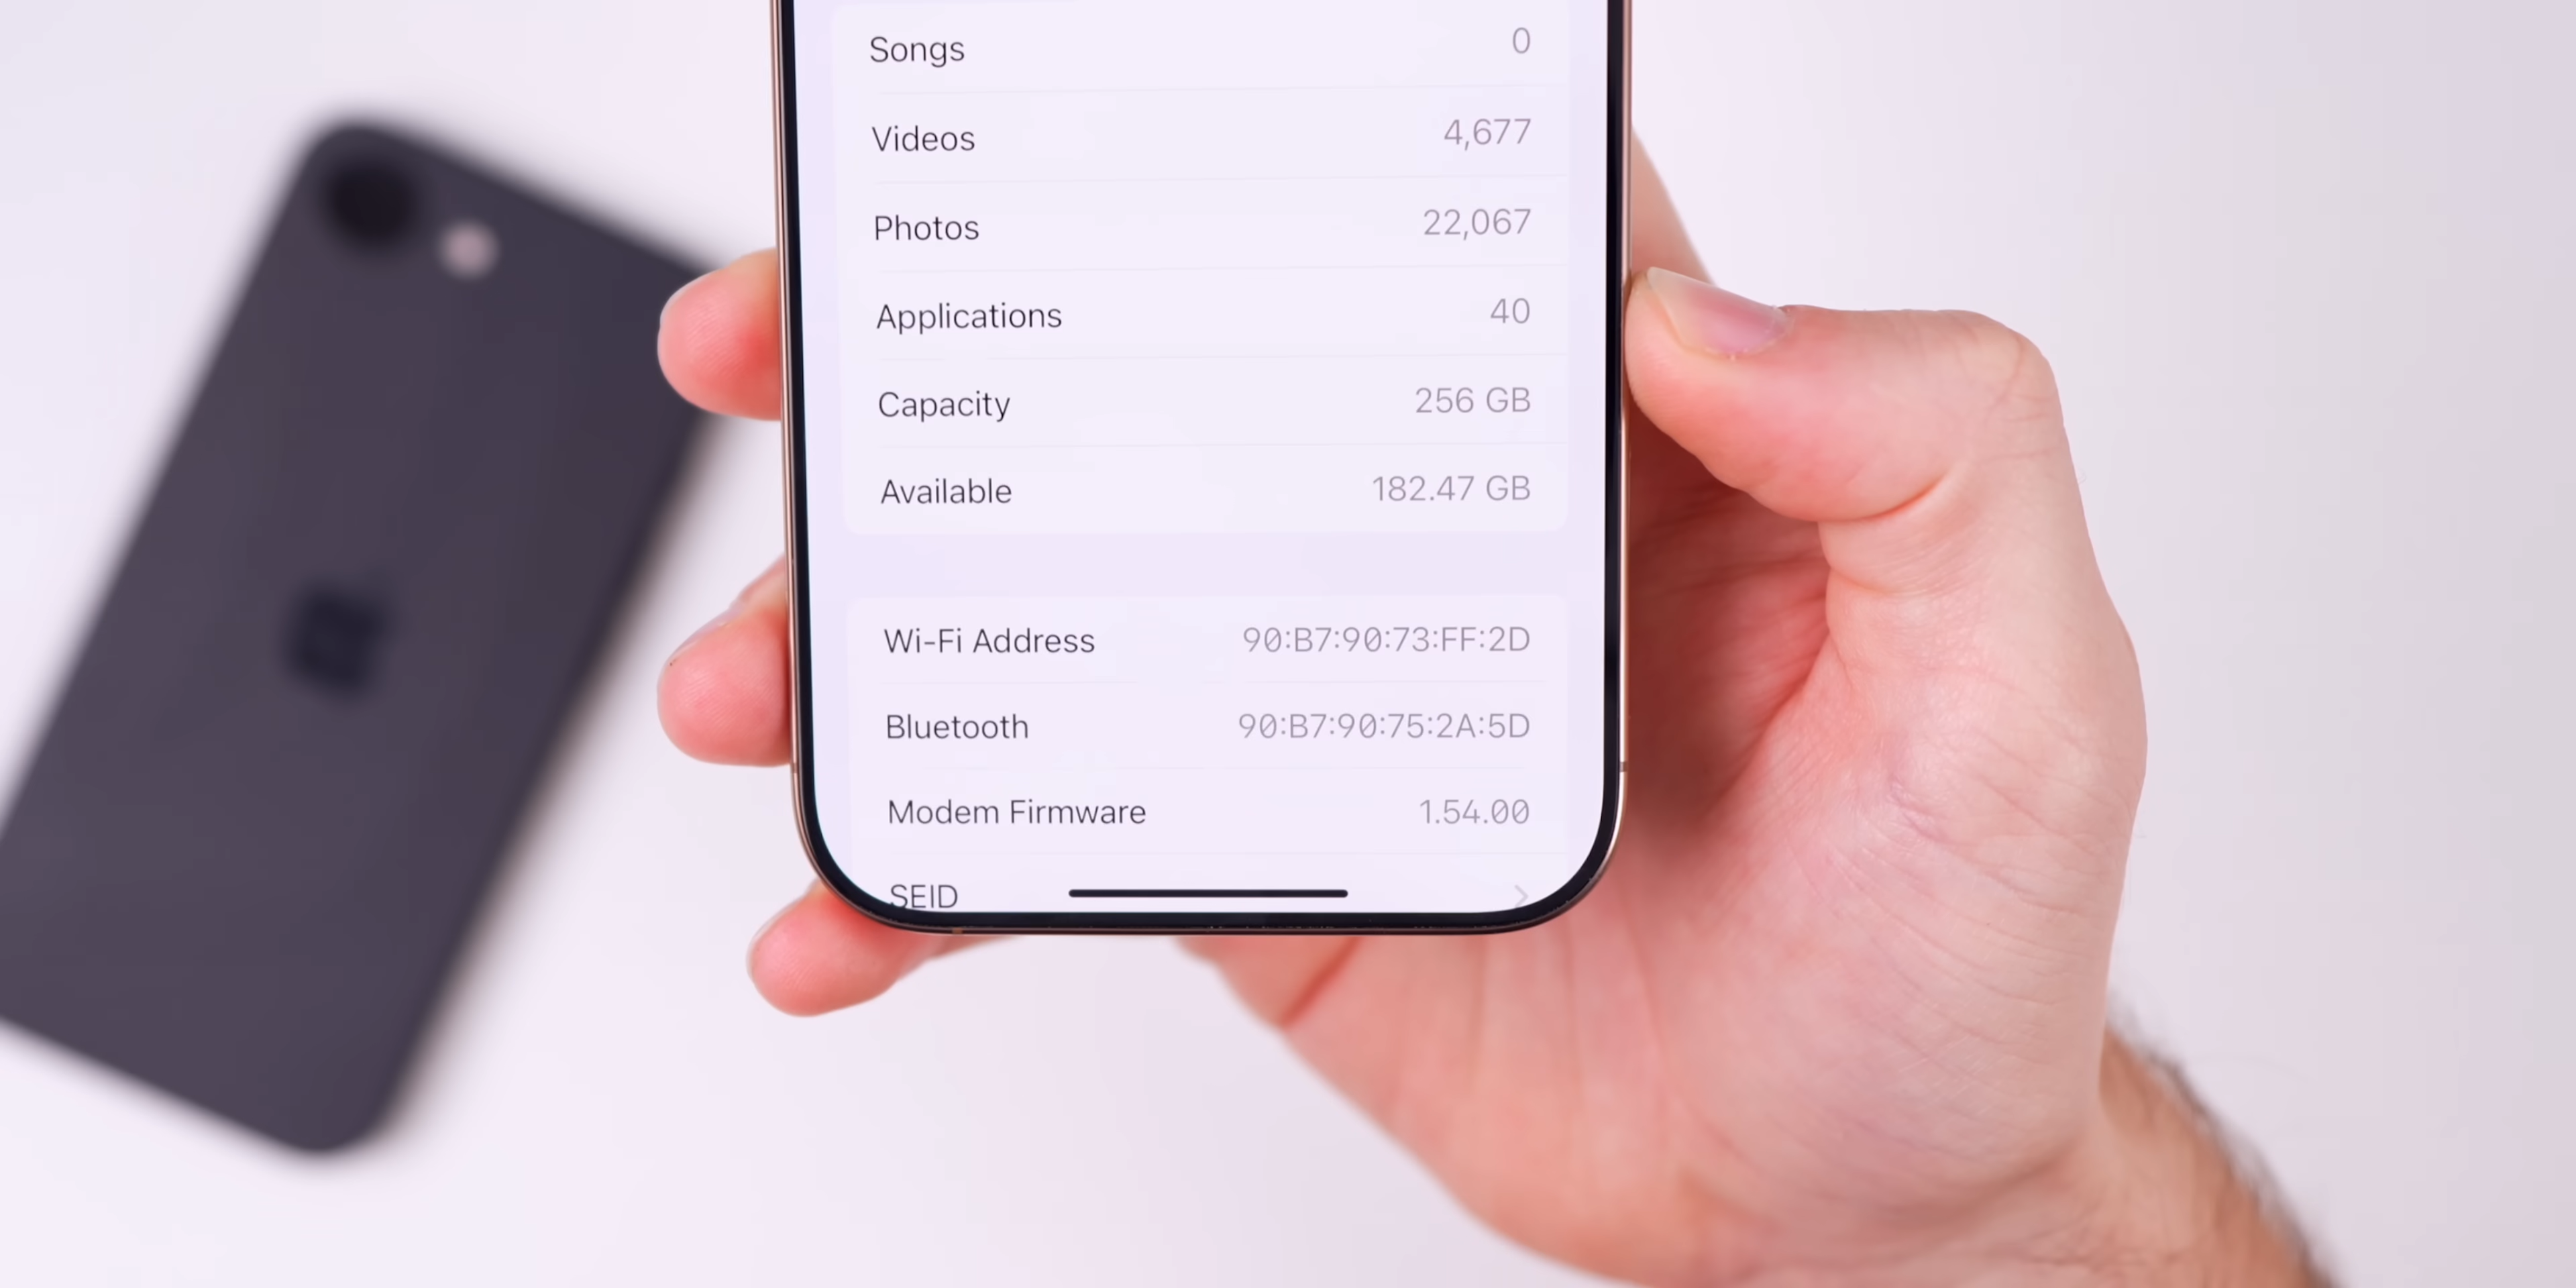 Songs 0
Videos 4,677
Photos 22,067
Applications 40
Capacity 256 GB
Available 182.47 GB
Wi-Fi Address 90:B7:90:73:FF:2D
Bluetooth 90:B7:90:75:2A:5D
Modem Firmware 1.54.00
SEID